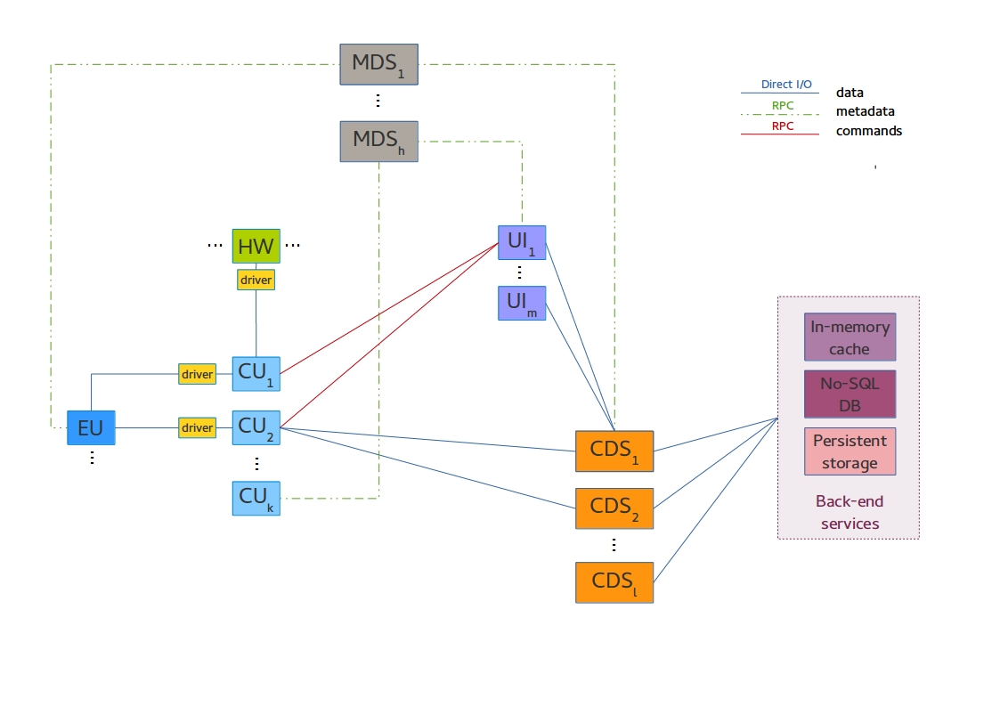 MDS1
Direct I/O
data
RPC
metadata
RPC
commands
MDSh
... HW ...
driver
UI1
UIm
In-memory
cache
driver
CU1
No-SQL
DB
EU
driver
CU2
CDS1
Persistent
storage
CUk
CDS2
Back-end
services
CDSl